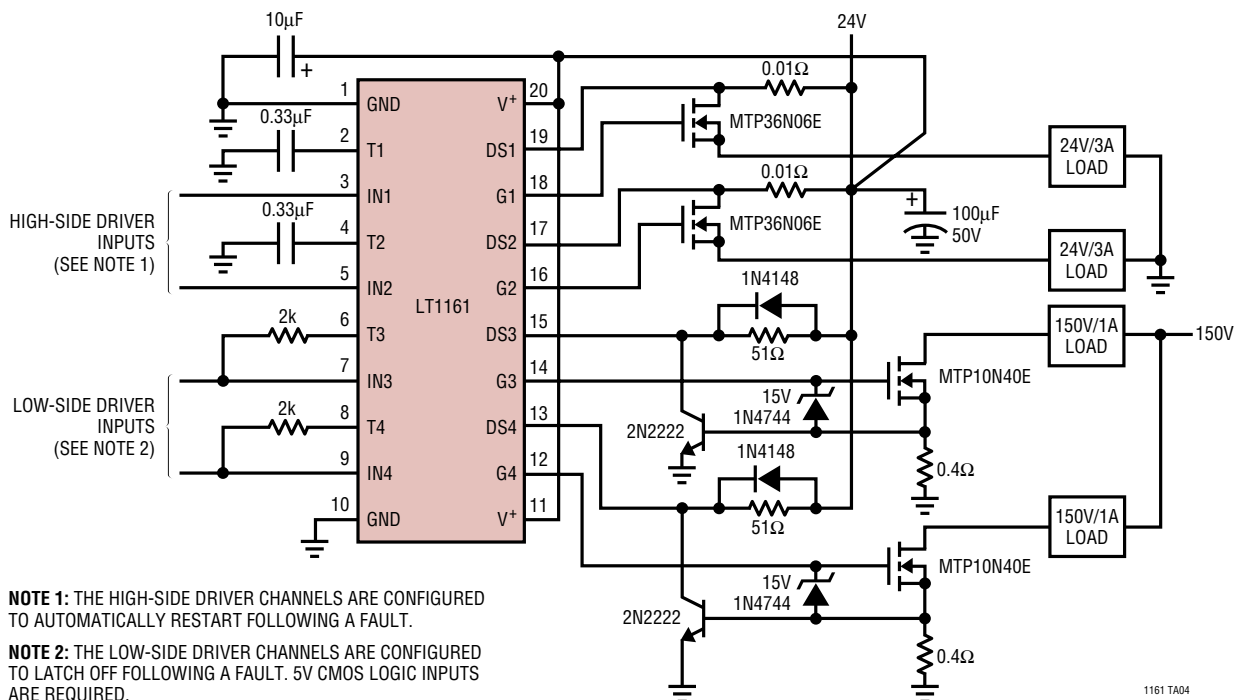 10µF
+
24V
0.01Ω
1
GND
V+
20
MTP36N06E
0.33µF
2
T1
DS1
19
24V/3A
LOAD
3
IN1
G1
18
0.01Ω
HIGH-SIDE DRIVER
INPUTS
(SEE NOTE 1)
0.33µF
4
T2
DS2
17
MTP36N06E
+
100µF
50V
24V/3A
LOAD
5
IN2
G2
16
LT1161
1N4148
2k
6
T3
DS3
15
51Ω
150V/1A
LOAD
150V
7
IN3
G3
14
MTP10N40E
LOW-SIDE DRIVER
INPUTS
(SEE NOTE 2)
2k
8
T4
DS4
13
15V
1N4744
2N2222
9
IN4
G4
12
1N4148
0.4Ω
10
GND
V+
11
51Ω
150V/1A
LOAD
MTP10N40E
15V
1N4744
2N2222
0.4Ω
NOTE 1: THE HIGH-SIDE DRIVER CHANNELS ARE CONFIGURED
TO AUTOMATICALLY RESTART FOLLOWING A FAULT.
NOTE 2: THE LOW-SIDE DRIVER CHANNELS ARE CONFIGURED
TO LATCH OFF FOLLOWING A FAULT. 5V CMOS LOGIC INPUTS
ARE REQUIRED.
1161 TA04